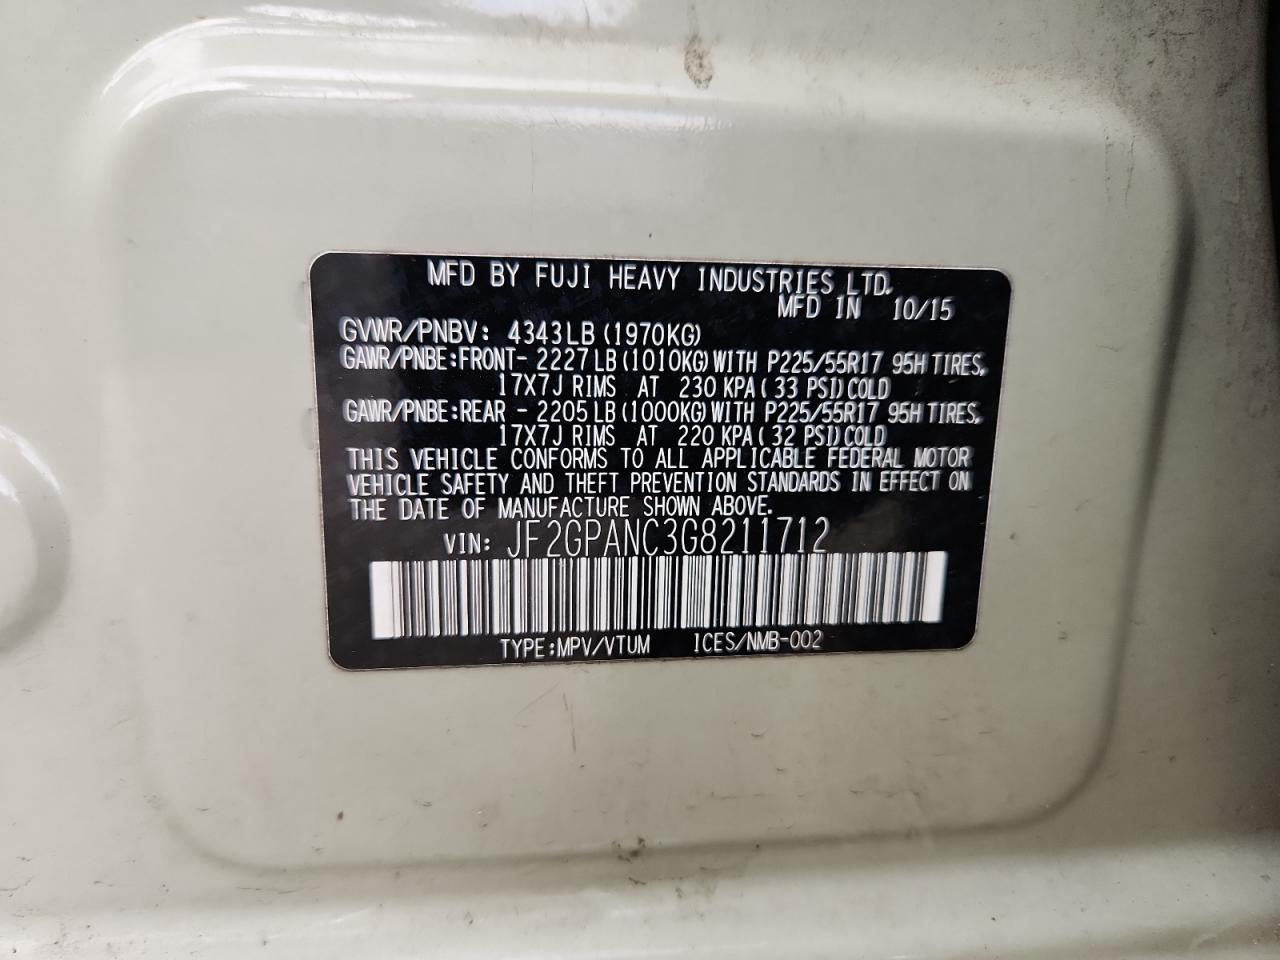 MFD BY FUJI HEAVY INDUSTRIES LTD.
MFD IN 10/15
GVWR/PNBV: 4343LB (1970KG)
GAWR/PNBE:FRONT- 2227LB (1010KG) WITH P225/55R17 95H TIRES,
17X7J RIMS AT 230 KPA( 33 PSI) COLD
GAWR/PNBE:REAR - 2205LB (1000KG) WITH P225/55R17 95H TIRES,
17X7J RIMS AT 220 KPA( 32 PSI) COLD
THIS VEHICLE CONFORMS TO ALL APPLICABLE FEDERAL MOTOR
VEHICLE SAFETY AND THEFT PREVENTION STANDARDS IN EFFECT ON
THE DATE OF MANUFACTURE SHOWN ABOVE.
VIN: JF2GPANC3G8211712
TYPE:MPV/VTUM ICES/NMB-002